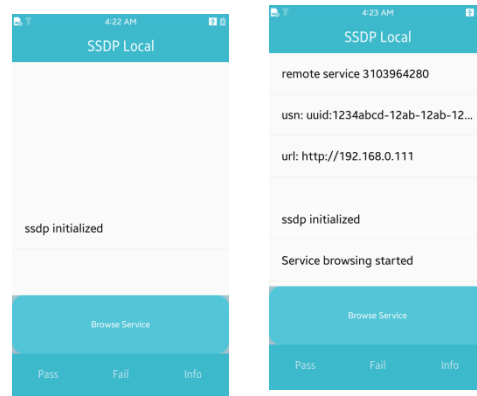 4:22 AM
SSDP Local
ssdp initialized
Browse Service
Pass Fail Info
4:23 AM
SSDP Local
remote service 3103964280
usn: uuid:1234abcd-12ab-12ab-12...
url: http://192.168.0.111
ssdp initialized
Service browsing started
Browse Service
Pass Fail Info